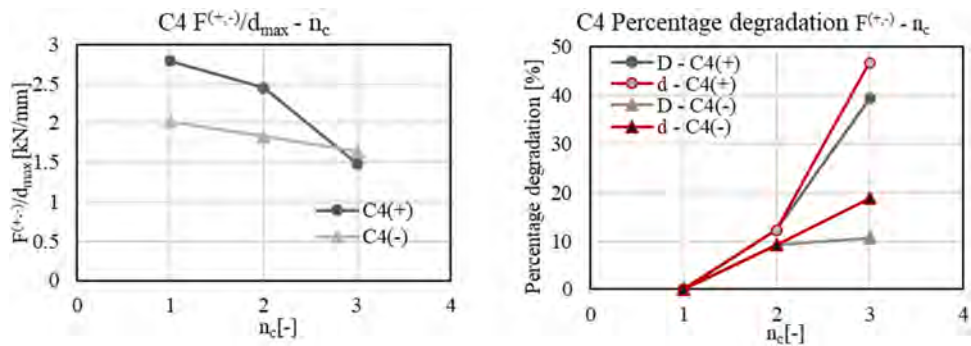 C4 F(+,-)/dmax - nc
F(+,-)/dmax [kN/mm]
3
2.5
2
1.5
1
0.5
0
C4(+)
C4(-)
0 1 2 3 4
nc[-]
C4 Percentage degradation F(+,-) - nc
Percentage degradation [%]
50
40
30
20
10
0
D - C4(+)
d - C4(+)
D - C4(-)
d - C4(-)
0 1 2 3 4
nc[-]